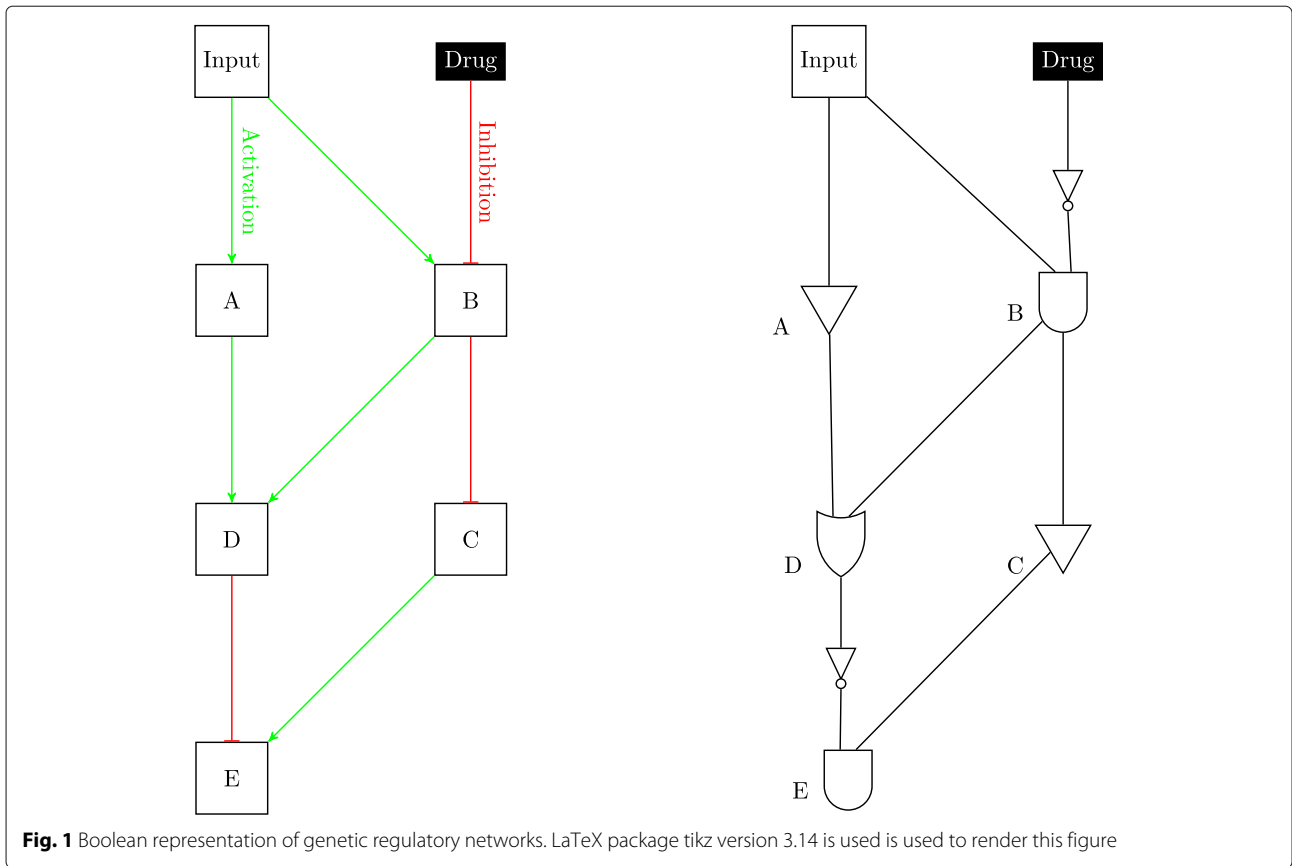 Input
Drug
Activation
Inhibition
A
B
D
C
E
Input
Drug
A
B
D
C
E
Fig. 1 Boolean representation of genetic regulatory networks. LaTeX package tikz version 3.14 is used is used to render this figure